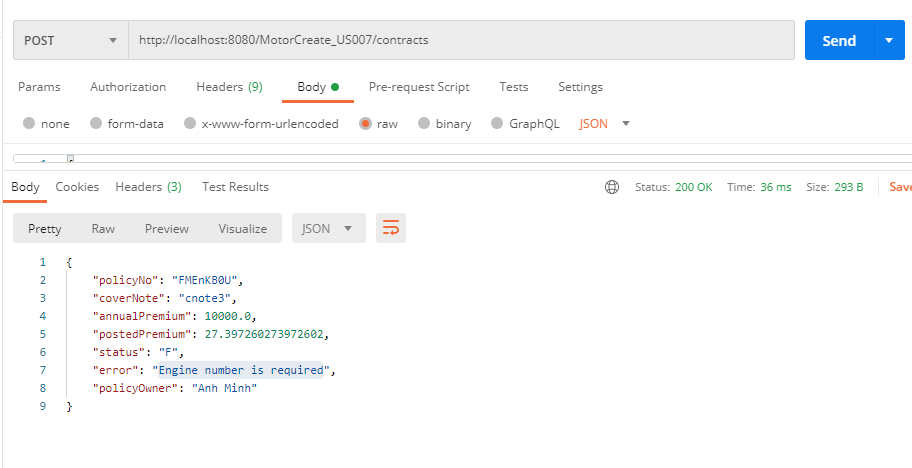 POST http://localhost:8080/MotorCreate_US007/contracts Send
Params Authorization Headers (9) Body Pre-request Script Tests Settings
none form-data x-www-form-urlencoded raw binary GraphQL JSON
Body Cookies Headers (3) Test Results Status: 200 OK Time: 36 ms Size: 293 B Save
Pretty Raw Preview Visualize JSON
1 {
2 "policyNo": "FMEnKB0U",
3 "coverNote": "cnote3",
4 "annualPremium": 10000.0,
5 "postedPremium": 27.397260273972602,
6 "status": "F",
7 "error": "Engine number is required",
8 "policyOwner": "Anh Minh"
9 }